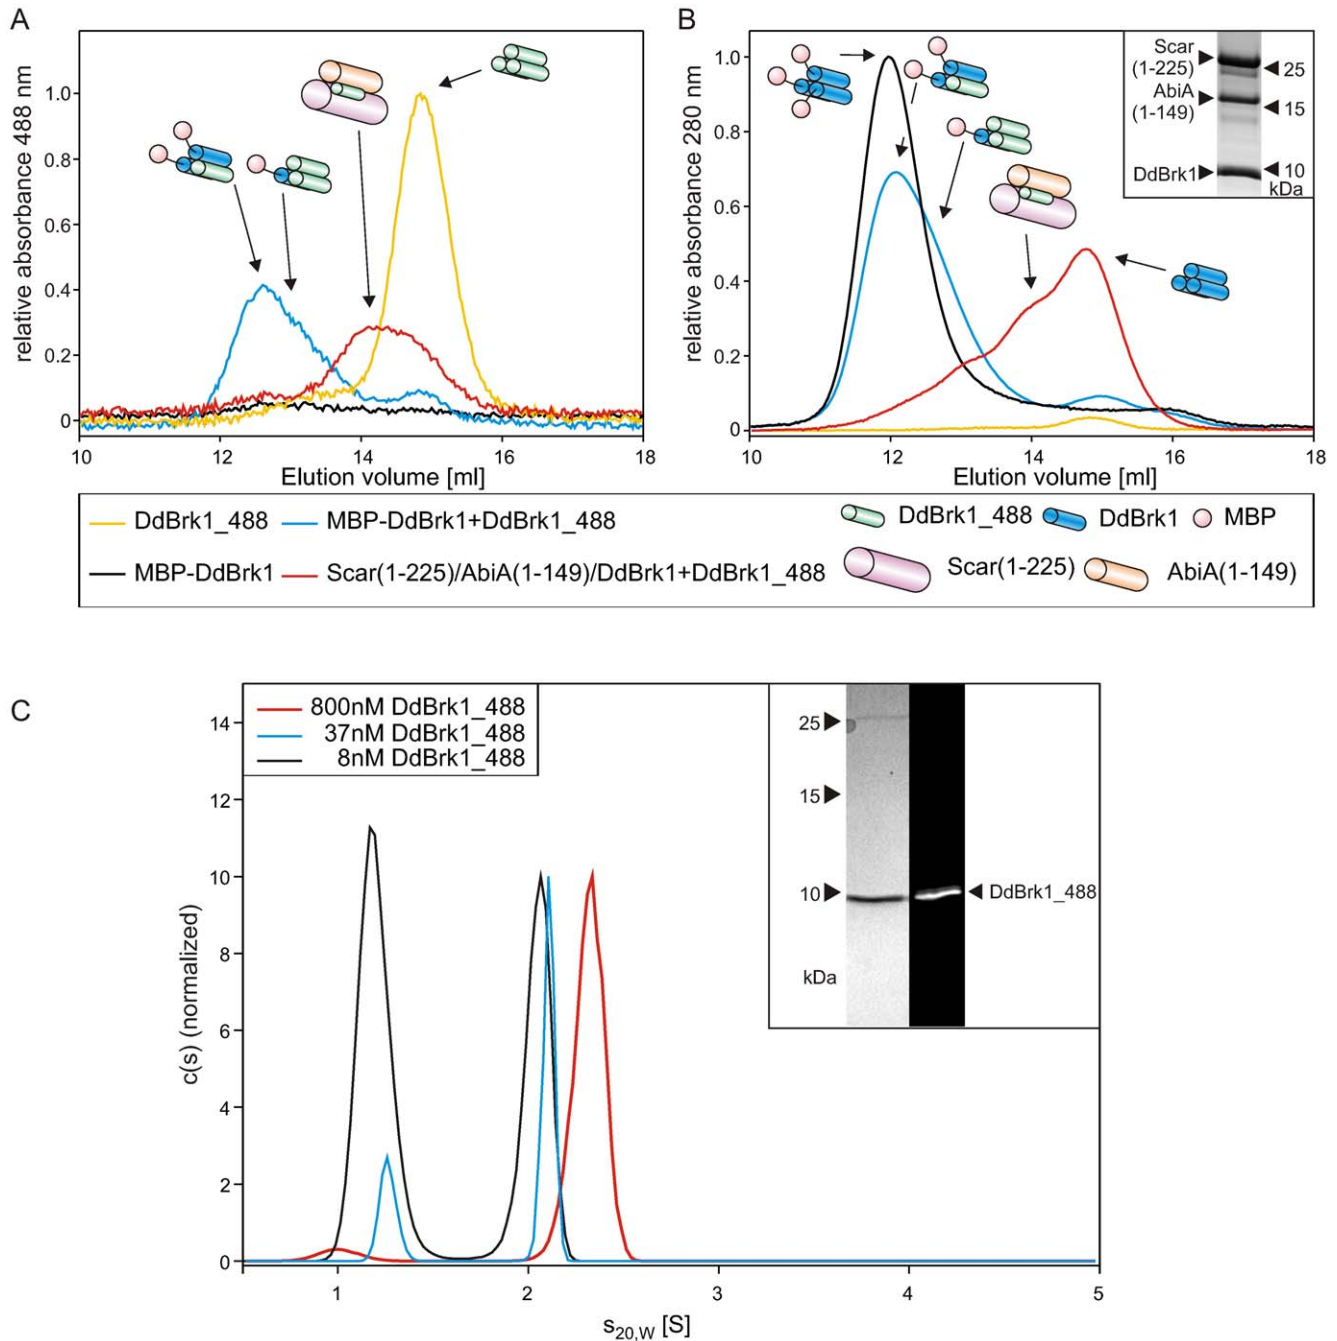 A
relative absorbance 488 nm
1.0
0.8
0.6
0.4
0.2
0
10 12 14 16 18
Elution volume [ml]
B
relative absorbance 280 nm
1.0
0.8
0.6
0.4
0.2
0
10 12 14 16 18
Elution volume [ml]
Scar
(1-225)
AbiA
(1-149)
DdBrk1
25
15
10
kDa
DdBrk1_488 MBP-DdBrk1+DdBrk1_488 DdBrk1_488 DdBrk1 MBP
MBP-DdBrk1 Scar(1-225)/AbiA(1-149)/DdBrk1+DdBrk1_488 Scar(1-225) AbiA(1-149)
C
800nM DdBrk1_488
37nM DdBrk1_488
8nM DdBrk1_488
c(s) (normalized)
14
12
10
8
6
4
2
0
1 2 3 4 5
s20,W [S]
25
15
10
kDa
DdBrk1_488